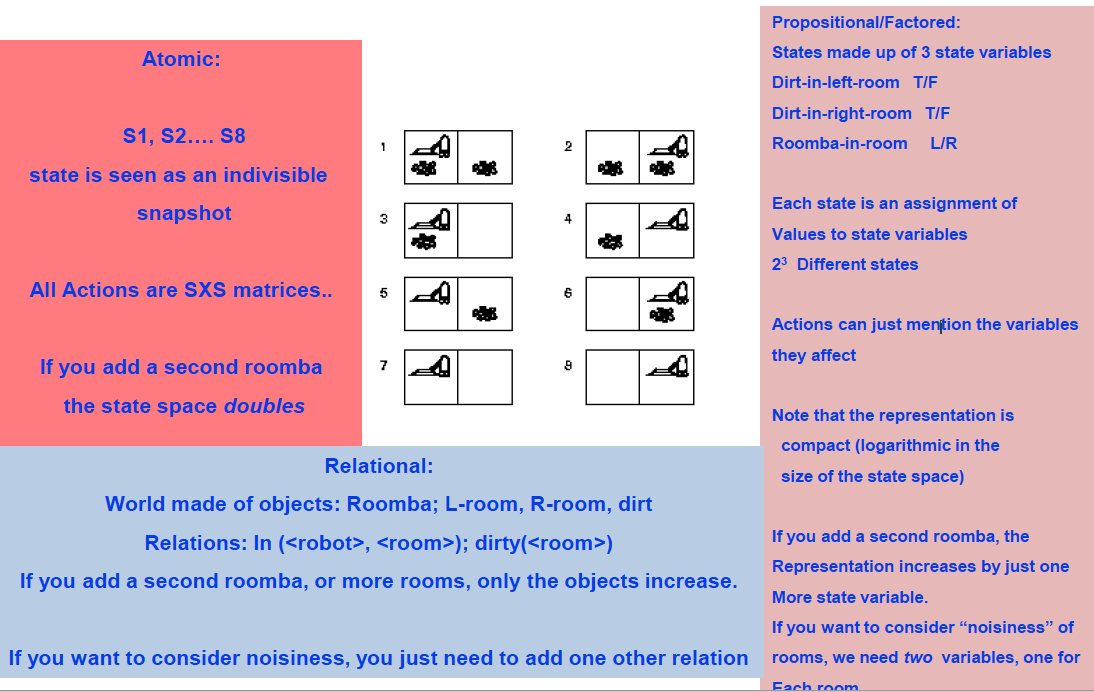 Atomic:
S1, S2…. S8
state is seen as an indivisible
snapshot
All Actions are SXS matrices..
If you add a second roomba
the state space doubles
1
2
3
4
5
6
7
8
Propositional/Factored:
States made up of 3 state variables
Dirt-in-left-room T/F
Dirt-in-right-room T/F
Roomba-in-room L/R
Each state is an assignment of
Values to state variables
2³ Different states
Actions can just mention the variables
they affect
Note that the representation is
compact (logarithmic in the
size of the state space)
If you add a second roomba, the
Representation increases by just one
More state variable.
If you want to consider “noisiness” of
rooms, we need two variables, one for
Each room
Relational:
World made of objects: Roomba; L-room, R-room, dirt
Relations: In (<robot>, <room>); dirty(<room>)
If you add a second roomba, or more rooms, only the objects increase.
If you want to consider noisiness, you just need to add one other relation